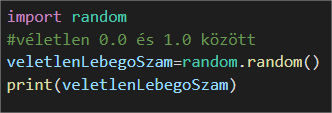 import random
#véletlen 0.0 és 1.0 között
veletlenLebegoSzam=random.random()
print(veletlenLebegoSzam)